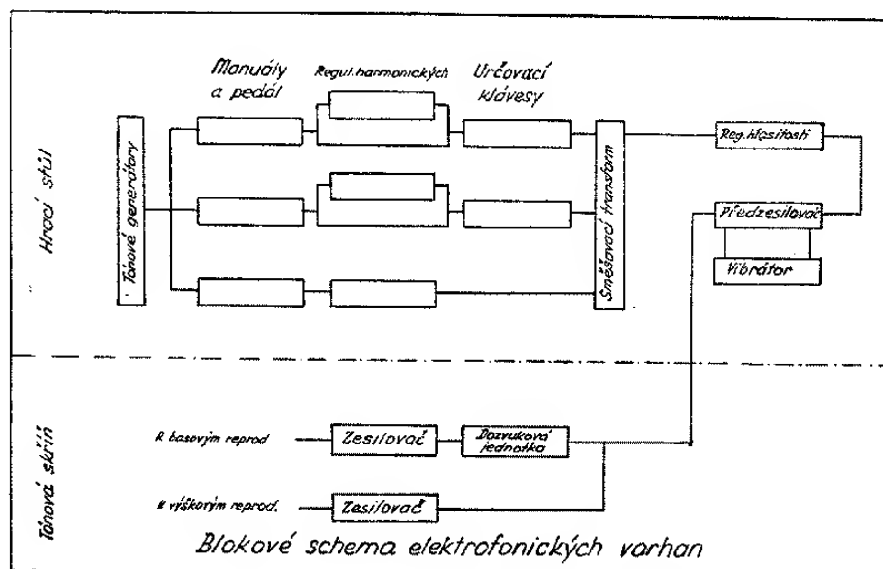 Manuály
a pedál
Regul. harmonických
Určovací
klávesy
Hrací stůl
Tónové generátory
Směšovací transform
Reg. hlasitosti
Předzesilovač
Vibrátor
Tónová skříň
K basovým reprod
Zesilovač
Dozvuková
jednotka
K výškovým reprod.
Zesilovač
Blokové schema elektrofonických varhan